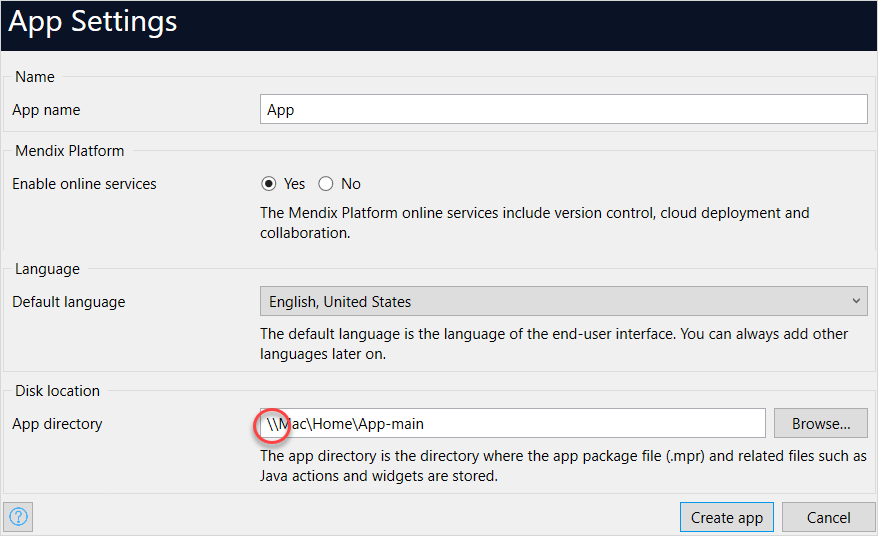 App Settings
Name
App name
App
Mendix Platform
Enable online services
Yes
No
The Mendix Platform online services include version control, cloud deployment and
collaboration.
Language
Default language
English, United States
The default language is the language of the end-user interface. You can always add other
languages later on.
Disk location
App directory
\\Mac\Home\App-main
Browse...
The app directory is the directory where the app package file (.mpr) and related files such as
Java actions and widgets are stored.
?
Create app
Cancel